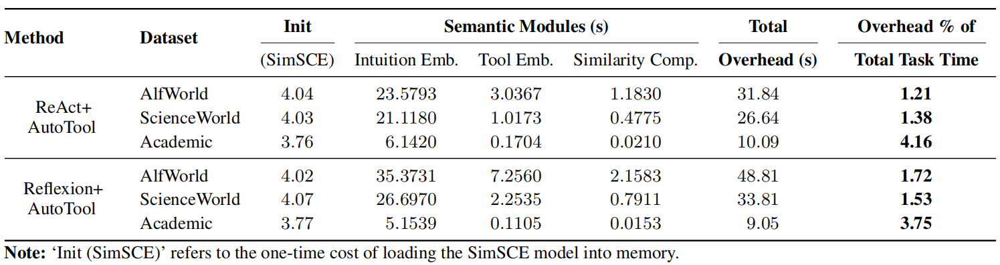 Method Dataset Init Semantic Modules (s) Total Overhead % of
(SimSCE) Intuition Emb. Tool Emb. Similarity Comp. Overhead (s) Total Task Time
ReAct+ AutoTool AlfWorld 4.04 23.5793 3.0367 1.1830 31.84 1.21
ScienceWorld 4.03 21.1180 1.0173 0.4775 26.64 1.38
Academic 3.76 6.1420 0.1704 0.0210 10.09 4.16
Reflexion+ AutoTool AlfWorld 4.02 35.3731 7.2560 2.1583 48.81 1.72
ScienceWorld 4.07 26.6970 2.2535 0.7911 33.81 1.53
Academic 3.77 5.1539 0.1105 0.0153 9.05 3.75
Note: ‘Init (SimSCE)’ refers to the one-time cost of loading the SimSCE model into memory.